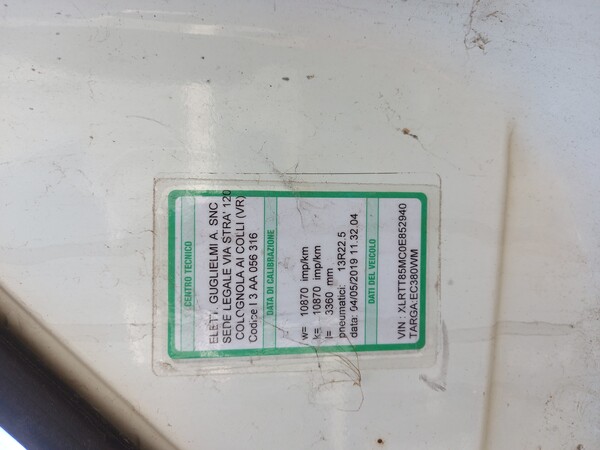 CENTRO TECNICO
ELETT. GUGLIELMI A. SNC
SEDE LEGALE VIA STRA' 120
COLOGNOLA AI COLLI (VR)
Codice I 3 AA 056 316
DATA DI CALIBRAZIONE
w= 10870 imp/km
k= 10870 imp/km
l= 3360 mm
pneumatici: 13R22.5
data: 04/05/2019 11.32.04
DATI DEL VEICOLO
VIN : XLRTT85MC0E852940
TARGA:EC380WM